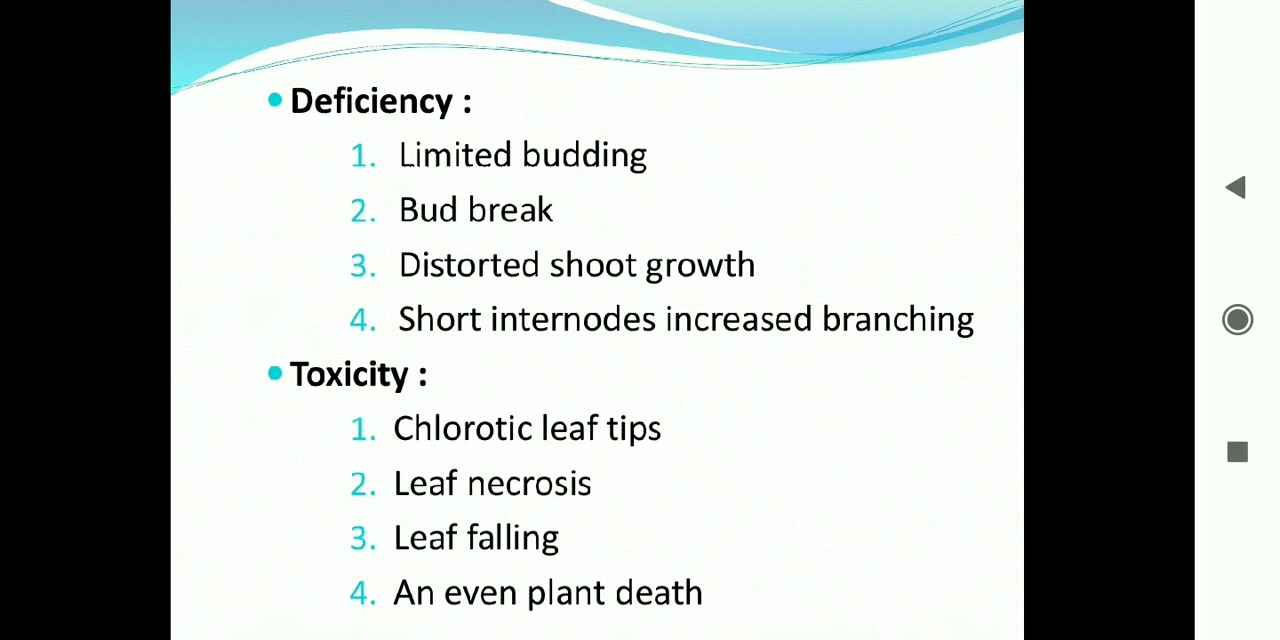 • Deficiency :
1. Limited budding
2. Bud break
3. Distorted shoot growth
4. Short internodes increased branching
• Toxicity :
1. Chlorotic leaf tips
2. Leaf necrosis
3. Leaf falling
4. An even plant death